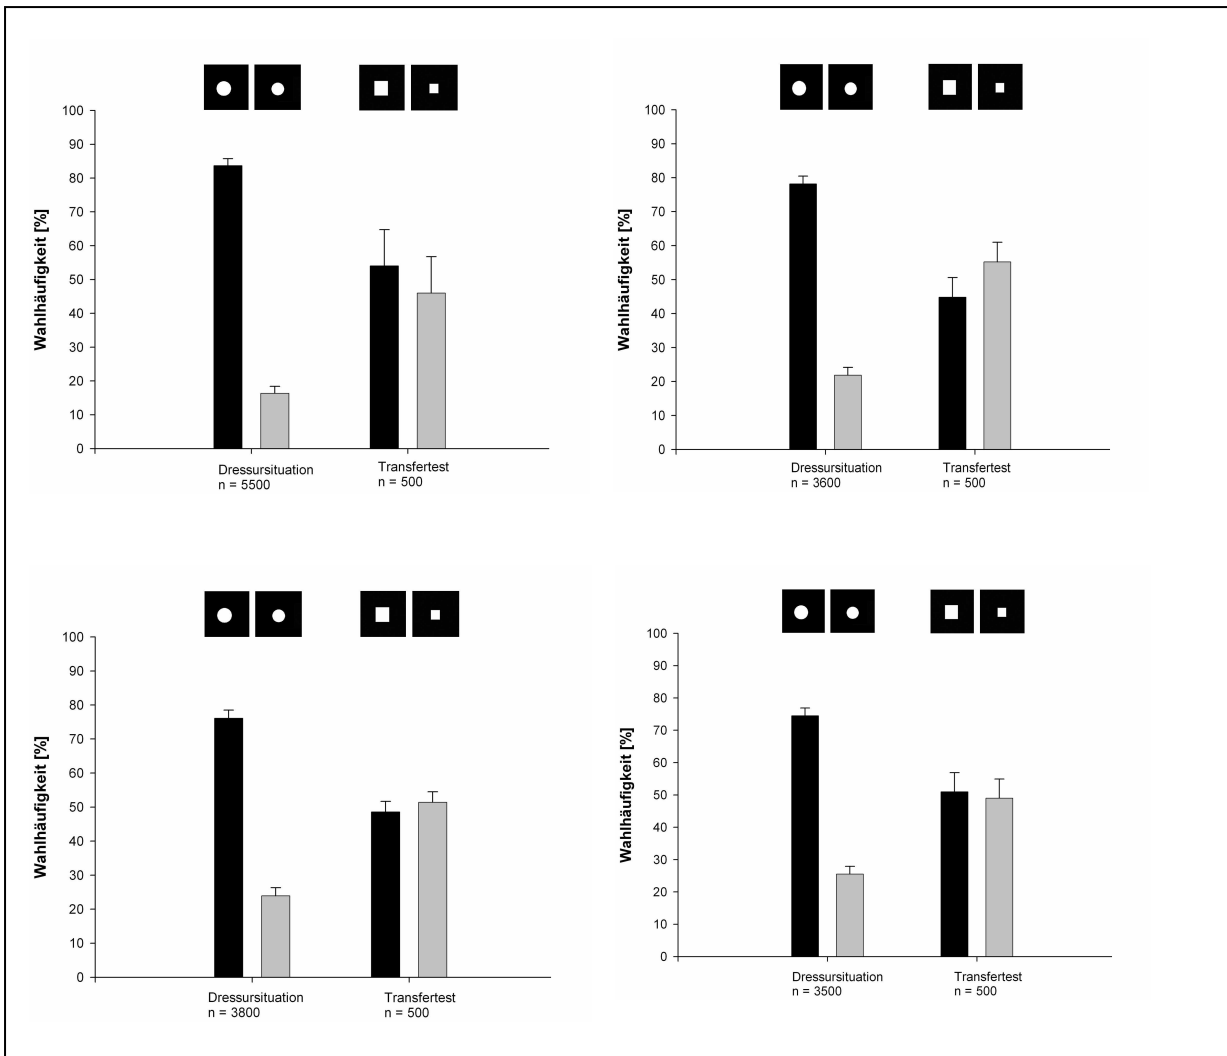 100
90
80
70
60
50
40
30
20
10
0
Wahlhäufigkeit [%]
Dressursituation
n = 5500
Transfertest
n = 500
100
90
80
70
60
50
40
30
20
10
0
Wahlhäufigkeit [%]
Dressursituation
n = 3600
Transfertest
n = 500
100
90
80
70
60
50
40
30
20
10
0
Wahlhäufigkeit [%]
Dressursituation
n = 3800
Transfertest
n = 500
100
90
80
70
60
50
40
30
20
10
0
Wahlhäufigkeit [%]
Dressursituation
n = 3500
Transfertest
n = 500